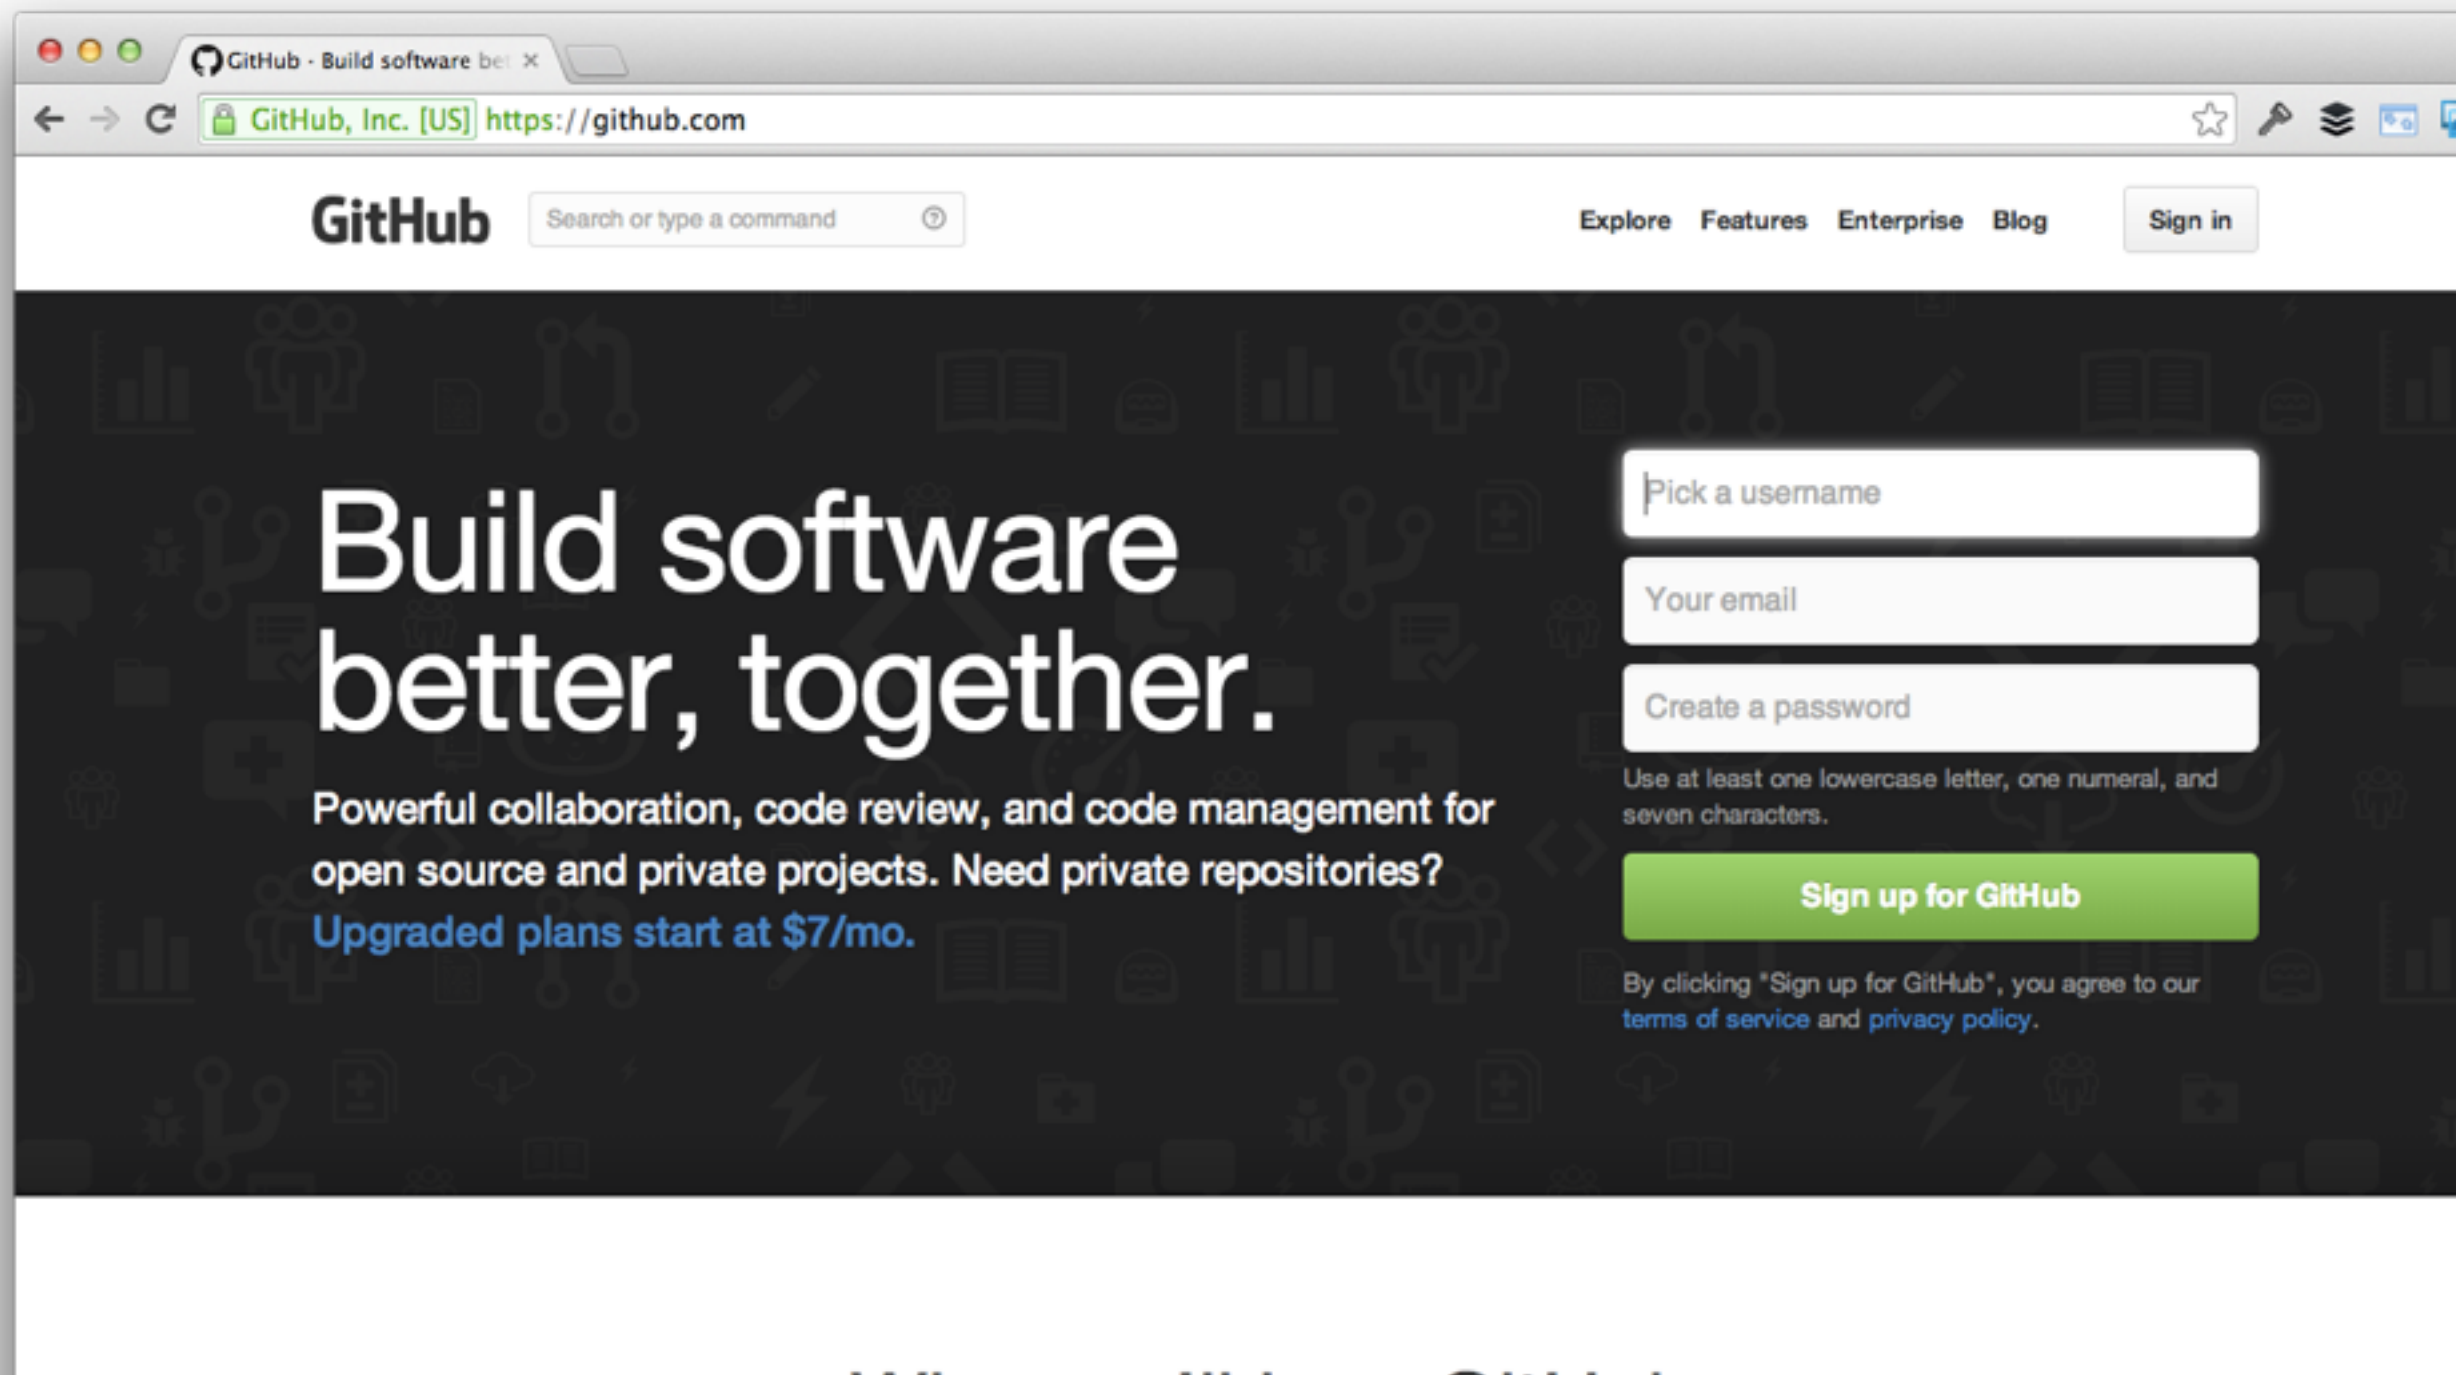 GitHub · Build software bet
GitHub, Inc. [US] https://github.com
GitHub
Search or type a command
Explore Features Enterprise Blog Sign in
Build software
better, together.
Powerful collaboration, code review, and code management for
open source and private projects. Need private repositories?
Upgraded plans start at $7/mo.
Pick a username
Your email
Create a password
Use at least one lowercase letter, one numeral, and
seven characters.
Sign up for GitHub
By clicking "Sign up for GitHub", you agree to our
terms of service and privacy policy.